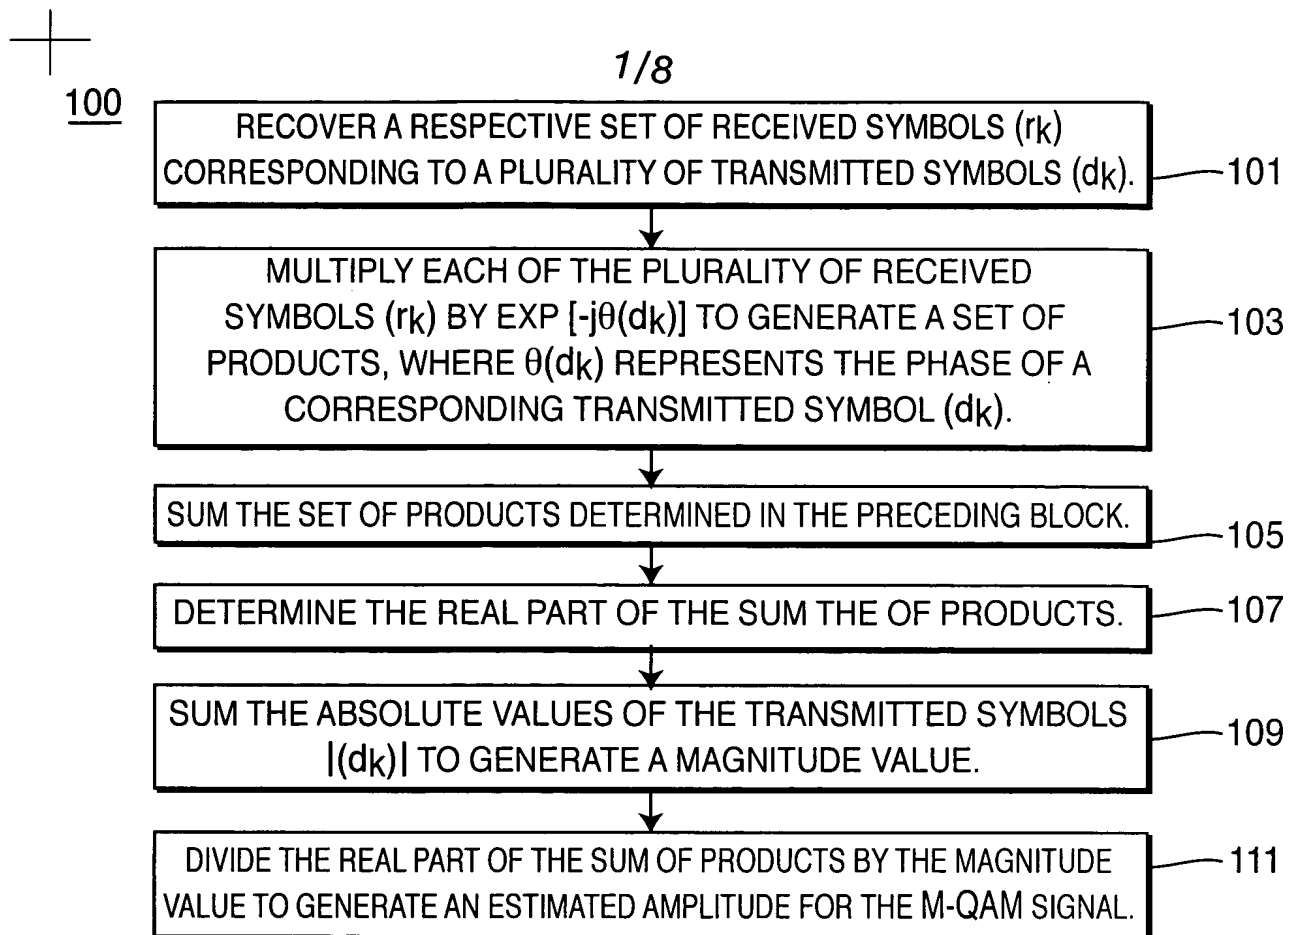 1/8
100
RECOVER A RESPECTIVE SET OF RECEIVED SYMBOLS (rk)
CORRESPONDING TO A PLURALITY OF TRANSMITTED SYMBOLS (dk).
101
MULTIPLY EACH OF THE PLURALITY OF RECEIVED
SYMBOLS (rk) BY EXP [-jθ(dk)] TO GENERATE A SET OF
PRODUCTS, WHERE θ(dk) REPRESENTS THE PHASE OF A
CORRESPONDING TRANSMITTED SYMBOL (dk).
103
SUM THE SET OF PRODUCTS DETERMINED IN THE PRECEDING BLOCK.
105
DETERMINE THE REAL PART OF THE SUM THE OF PRODUCTS.
107
SUM THE ABSOLUTE VALUES OF THE TRANSMITTED SYMBOLS
|(dk)| TO GENERATE A MAGNITUDE VALUE.
109
DIVIDE THE REAL PART OF THE SUM OF PRODUCTS BY THE MAGNITUDE
VALUE TO GENERATE AN ESTIMATED AMPLITUDE FOR THE M-QAM SIGNAL.
111